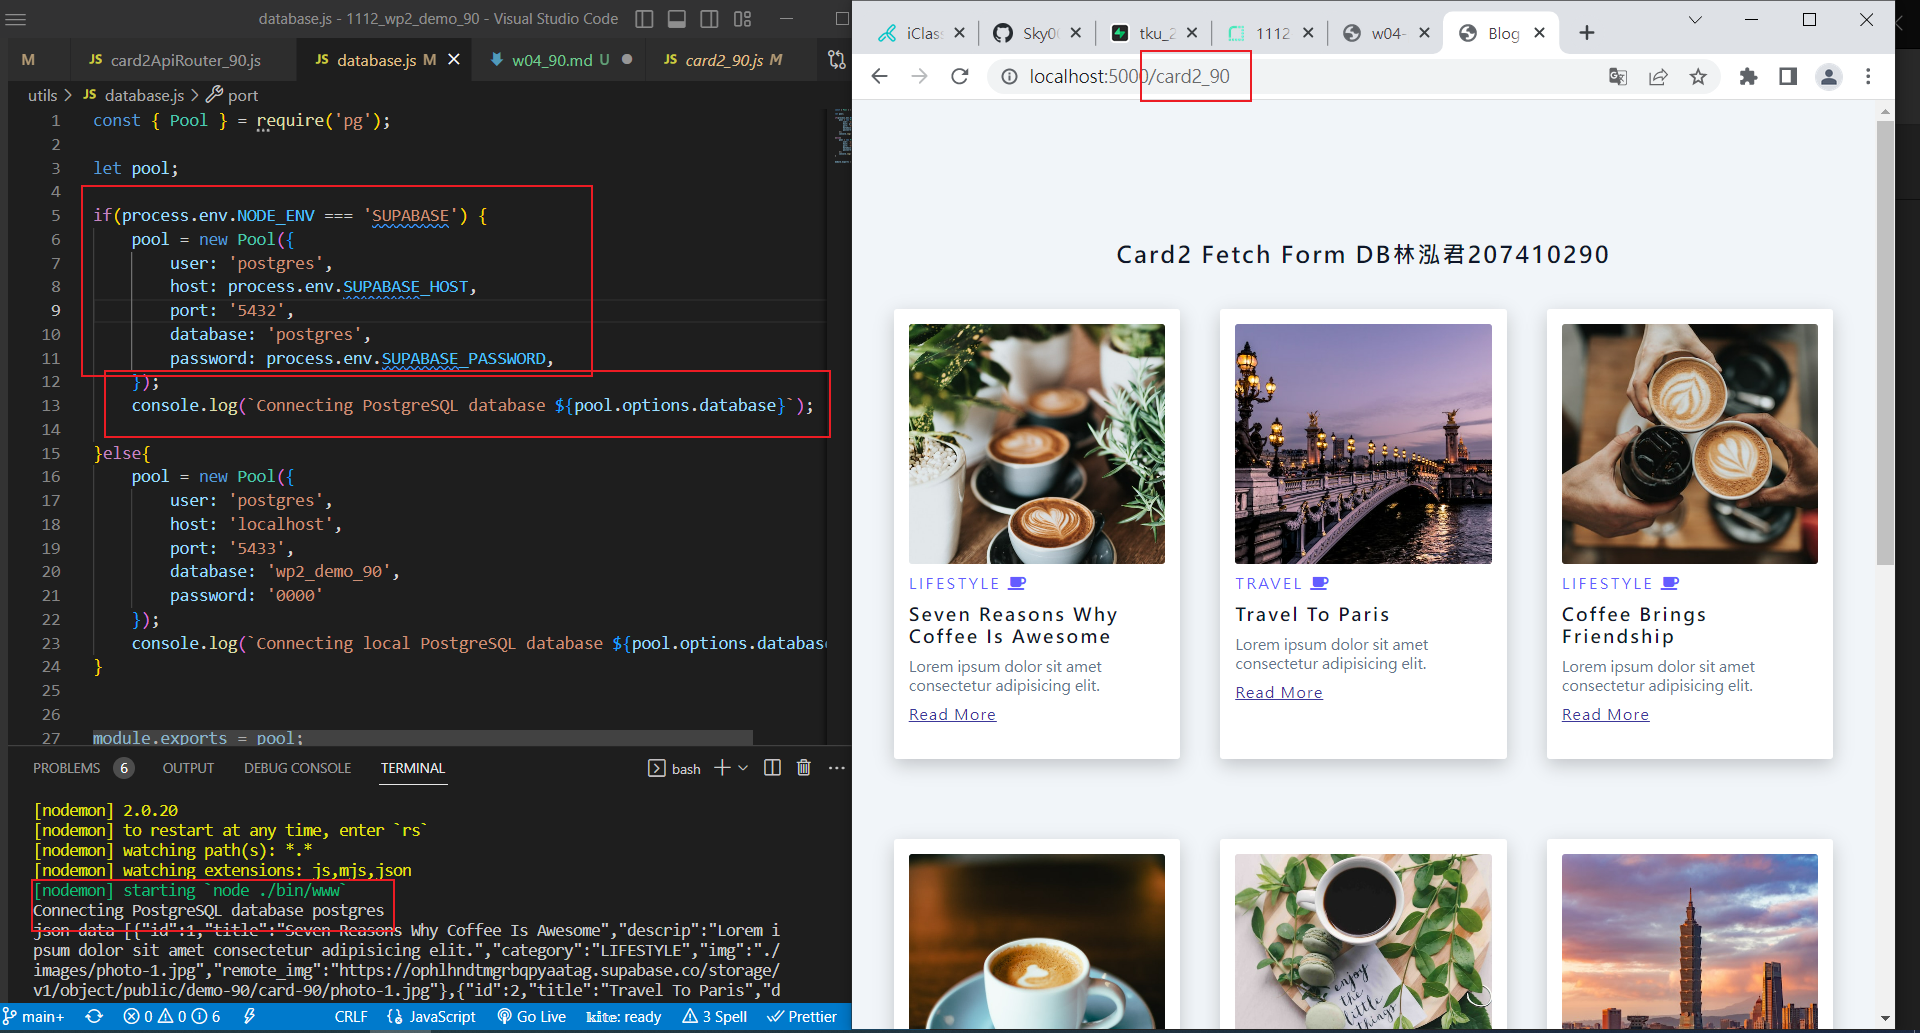 database.js - 1112_wp2_demo_90 - Visual Studio Code
M
JS card2ApiRouter_90.js
JS database.js M
w04_90.md U
JS card2_90.js M
utils > JS database.js > port
1 const { Pool } = require('pg');
2
3 let pool;
4
5 if(process.env.NODE_ENV === 'SUPABASE') {
6 pool = new Pool({
7 user: 'postgres',
8 host: process.env.SUPABASE_HOST,
9 port: '5432',
10 database: 'postgres',
11 password: process.env.SUPABASE_PASSWORD,
12 });
13 console.log(`Connecting PostgreSQL database ${pool.options.database}`);
14
15 }else{
16 pool = new Pool({
17 user: 'postgres',
18 host: 'localhost',
19 port: '5433',
20 database: 'wp2_demo_90',
21 password: '0000'
22 });
23 console.log(`Connecting local PostgreSQL database ${pool.options.databas
24 }
25
26
27 module.exports = pool;
PROBLEMS 6 OUTPUT DEBUG CONSOLE TERMINAL
bash
[nodemon] 2.0.20
[nodemon] to restart at any time, enter `rs`
[nodemon] watching path(s): *.*
[nodemon] watching extensions: js,mjs,json
[nodemon] starting `node ./bin/www`
Connecting PostgreSQL database postgres
json data [{"id":1,"title":"Seven Reasons Why Coffee Is Awesome","descrip":"Lorem i
psum dolor sit amet consectetur adipisicing elit.","category":"LIFESTYLE","img":"./
images/photo-1.jpg","remote_img":"https://ophlhndtmgrbqpyaatag.supabase.co/storage/
v1/object/public/demo-90/card-90/photo-1.jpg"},{"id":2,"title":"Travel To Paris","d
main+ 0 0 6 CRLF JavaScript Go Live kite: ready 3 Spell Prettier
iClas
Sky0
tku_2
1112
w04-
Blog
localhost:5000/card2_90
Card2 Fetch Form DB林泓君207410290
LIFESTYLE
Seven Reasons Why
Coffee Is Awesome
Lorem ipsum dolor sit amet
consectetur adipisicing elit.
Read More
TRAVEL
Travel To Paris
Lorem ipsum dolor sit amet
consectetur adipisicing elit.
Read More
LIFESTYLE
Coffee Brings
Friendship
Lorem ipsum dolor sit amet
consectetur adipisicing elit.
Read More
enjoy
the
little
things